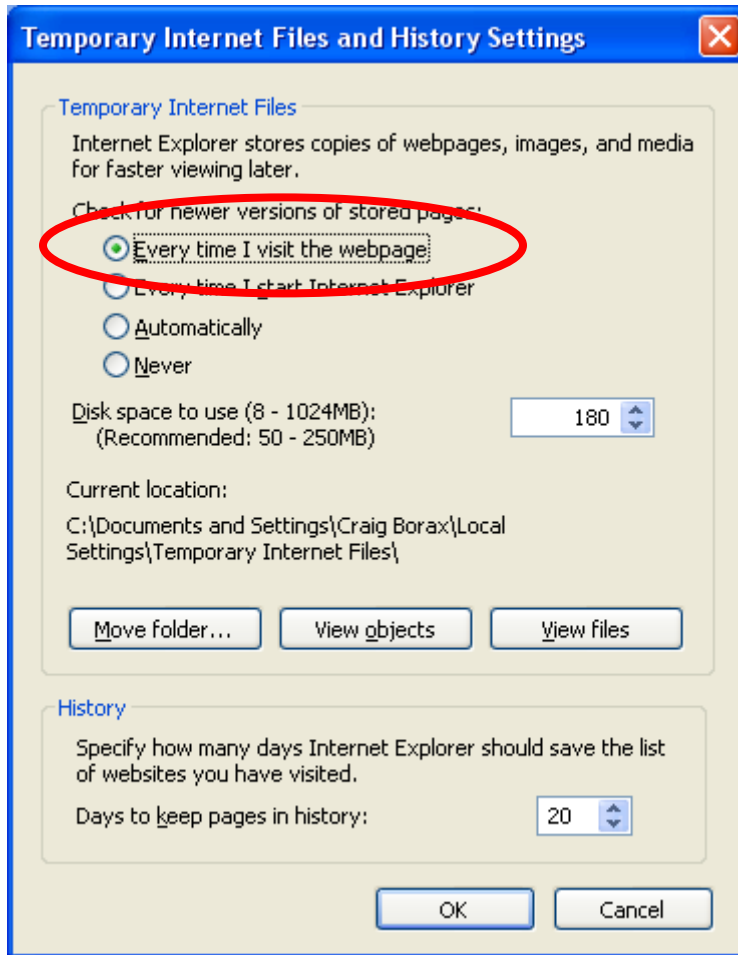 Temporary Internet Files and History Settings
Temporary Internet Files
Internet Explorer stores copies of webpages, images, and media
for faster viewing later.
Check for newer versions of stored pages:
Every time I visit the webpage
Every time I start Internet Explorer
Automatically
Never
Disk space to use (8 - 1024MB):
180
(Recommended: 50 - 250MB)
Current location:
C:\Documents and Settings\Craig Borax\Local
Settings\Temporary Internet Files\
Move folder... View objects View files
History
Specify how many days Internet Explorer should save the list
of websites you have visited.
Days to keep pages in history: 20
OK Cancel